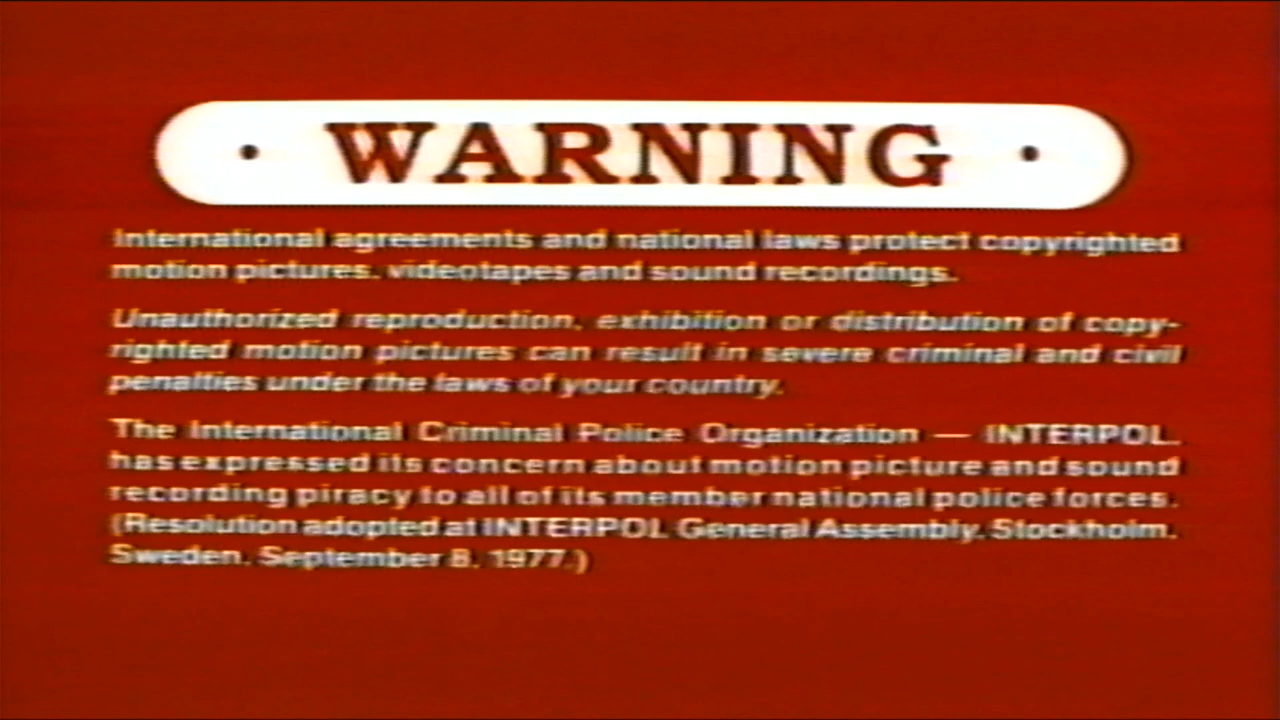 • WARNING •
International agreements and national laws protect copyrighted
motion pictures, videotapes and sound recordings.
Unauthorized reproduction, exhibition or distribution of copy-
righted motion pictures can result in severe criminal and civil
penalties under the laws of your country.
The International Criminal Police Organization — INTERPOL,
has expressed its concern about motion picture and sound
recording piracy to all of its member national police forces.
(Resolution adopted at INTERPOL General Assembly, Stockholm,
Sweden, September 8, 1977.)